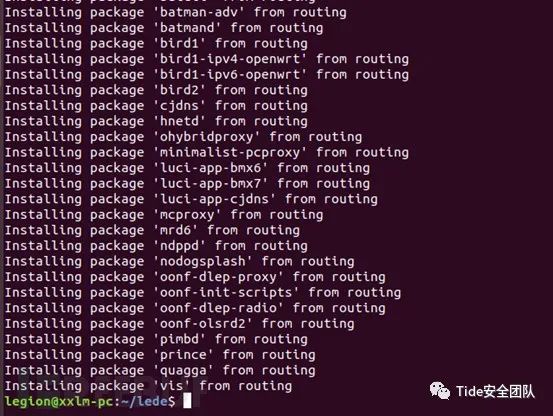 Installing package 'batman-adv' from routing
Installing package 'batmand' from routing
Installing package 'bird1' from routing
Installing package 'bird1-ipv4-openwrt' from routing
Installing package 'bird1-ipv6-openwrt' from routing
Installing package 'bird2' from routing
Installing package 'cjdns' from routing
Installing package 'hnetd' from routing
Installing package 'ohybridproxy' from routing
Installing package 'minimalist-pcproxy' from routing
Installing package 'luci-app-bmx6' from routing
Installing package 'luci-app-bmx7' from routing
Installing package 'luci-app-cjdns' from routing
Installing package 'mcproxy' from routing
Installing package 'mrd6' from routing
Installing package 'ndppd' from routing
Installing package 'nodogsplash' from routing
Installing package 'oonf-dlep-proxy' from routing
Installing package 'oonf-init-scripts' from routing
Installing package 'oonf-dlep-radio' from routing
Installing package 'oonf-olsrd2' from routing
Installing package 'pimbd' from routing
Installing package 'prince' from routing
Installing package 'quagga' from routing
Installing package 'vis' from routing
legion@xxlm-pc:~/lede$
Tide安全团队